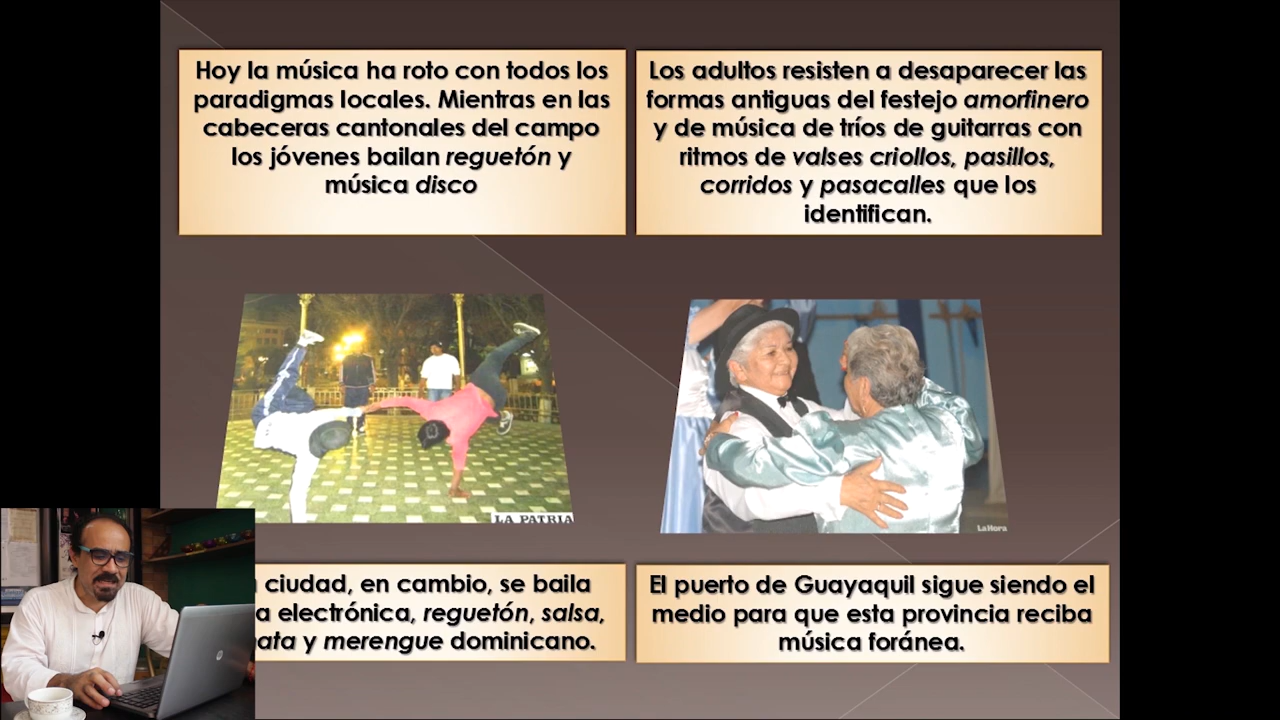 Hoy la música ha roto con todos los
paradigmas locales. Mientras en las
cabeceras cantonales del campo
los jóvenes bailan reguetón y
música disco
Los adultos resisten a desaparecer las
formas antiguas del festejo amorfinero
y de música de tríos de guitarras con
ritmos de valses criollos, pasillos,
corridos y pasacalles que los
identifican.
LA PATRIA
LaHora
ciudad, en cambio, se baila
electrónica, reguetón, salsa,
y merengue dominicano.
El puerto de Guayaquil sigue siendo el
medio para que esta provincia reciba
música foránea.
hp